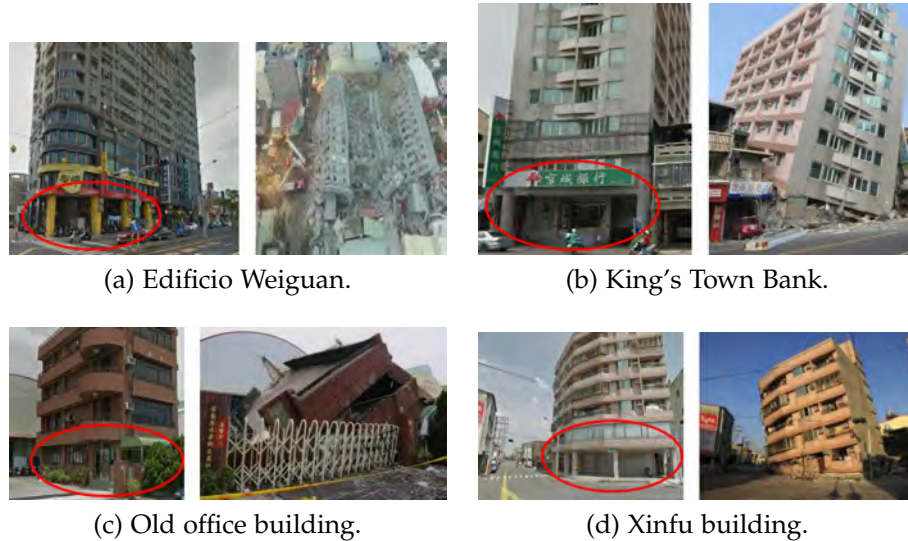 京城銀行
(a) Edificio Weiguan.
(b) King's Town Bank.
(c) Old office building.
(d) Xinfu building.